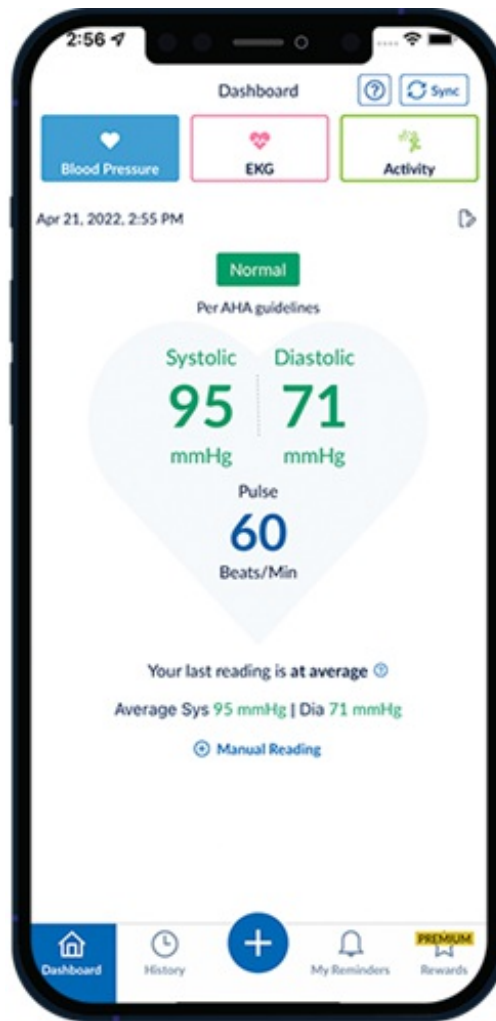 2:56
Dashboard
Sync
Blood Pressure
EKG
Activity
Apr 21, 2022, 2:55 PM
Normal
Per AHA guidelines
Systolic Diastolic
95 71
mmHg mmHg
Pulse
60
Beats/Min
Your last reading is at average
Average Sys 95 mmHg | Dia 71 mmHg
Manual Reading
PREMIUM
Dashboard History My Reminders Rewards